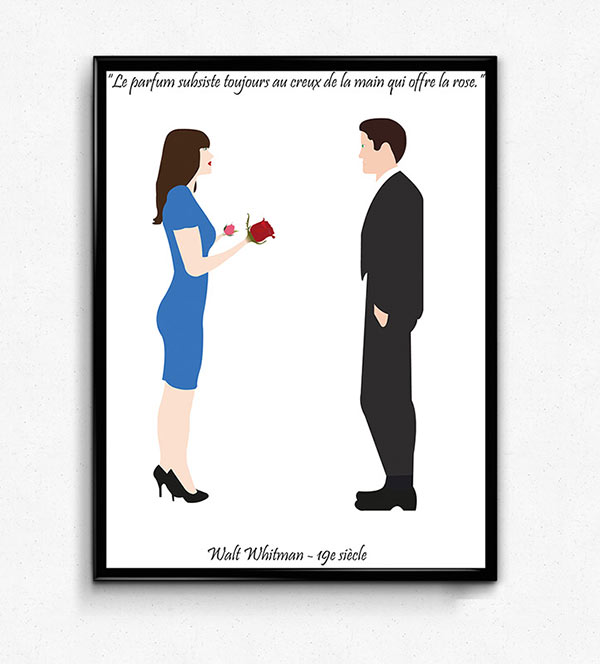 "Le parfum subsiste toujours au creux de la main qui offre la rose."
Walt Whitman ~ 19e siècle